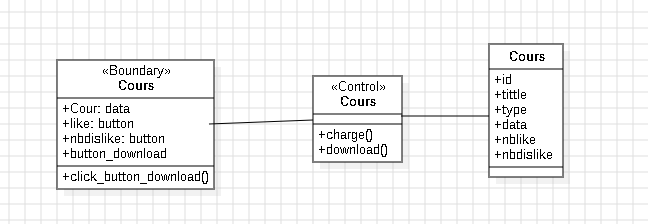 «Boundary»
Cours
+Cour: data
+like: button
+nbdislike: button
+button_download
+click_button_download()
«Control»
Cours
+charge()
+download()
Cours
+id
+tittle
+type
+data
+nblike
+nbdislike